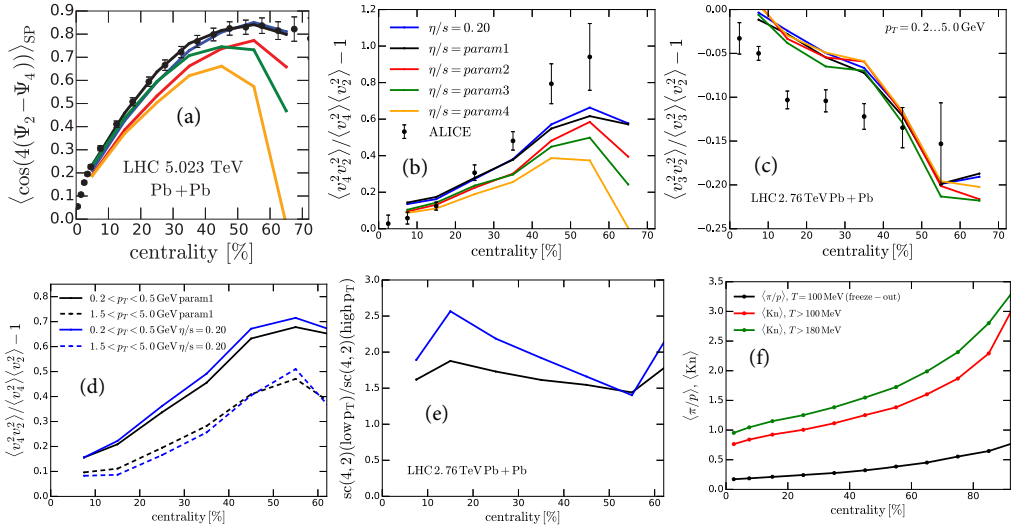 ⟨cos(4(Ψ₂ − Ψ₄))⟩_SP
0.9
0.8
0.7
0.6
0.5
0.4
0.3
0.2
0.1
0.0
(a)
LHC 5.023 TeV
Pb+Pb
0 10 20 30 40 50 60 70
centrality [%]
⟨v₄²v₂²⟩/⟨v₄²⟩⟨v₂²⟩ − 1
1.2
1.0
0.8
0.6
0.4
0.2
0.0
η/s = 0.20
η/s = param1
η/s = param2
η/s = param3
η/s = param4
ALICE
(b)
0 10 20 30 40 50 60 70
centrality [%]
⟨v₃²v₂²⟩/⟨v₃²⟩⟨v₂²⟩ − 1
−0.05
−0.10
−0.15
−0.20
−0.25
p_T = 0.2...5.0 GeV
(c)
LHC 2.76 TeV Pb+Pb
0 10 20 30 40 50 60 70
centrality [%]
⟨v₄²v₂²⟩/⟨v₄²⟩⟨v₂²⟩ − 1
0.8
0.7
0.6
0.5
0.4
0.3
0.2
0.1
0.0
0.2 < p_T < 0.5 GeV param1
1.5 < p_T < 5.0 GeV param1
0.2 < p_T < 0.5 GeV η/s = 0.20
1.5 < p_T < 5.0 GeV η/s = 0.20
(d)
0 10 20 30 40 50 60
centrality [%]
sc(4, 2)(low p_T)/sc(4, 2)(high p_T)
3.0
2.5
2.0
1.5
1.0
0.5
0.0
(e)
LHC 2.76 TeV Pb+Pb
0 10 20 30 40 50 60
centrality [%]
⟨π/p⟩, ⟨Kn⟩
3.5
3.0
2.5
2.0
1.5
1.0
0.5
0.0
⟨π/p⟩, T = 100 MeV (freeze − out)
⟨Kn⟩, T > 100 MeV
⟨Kn⟩, T > 180 MeV
(f)
0 20 40 60 80
centrality [%]